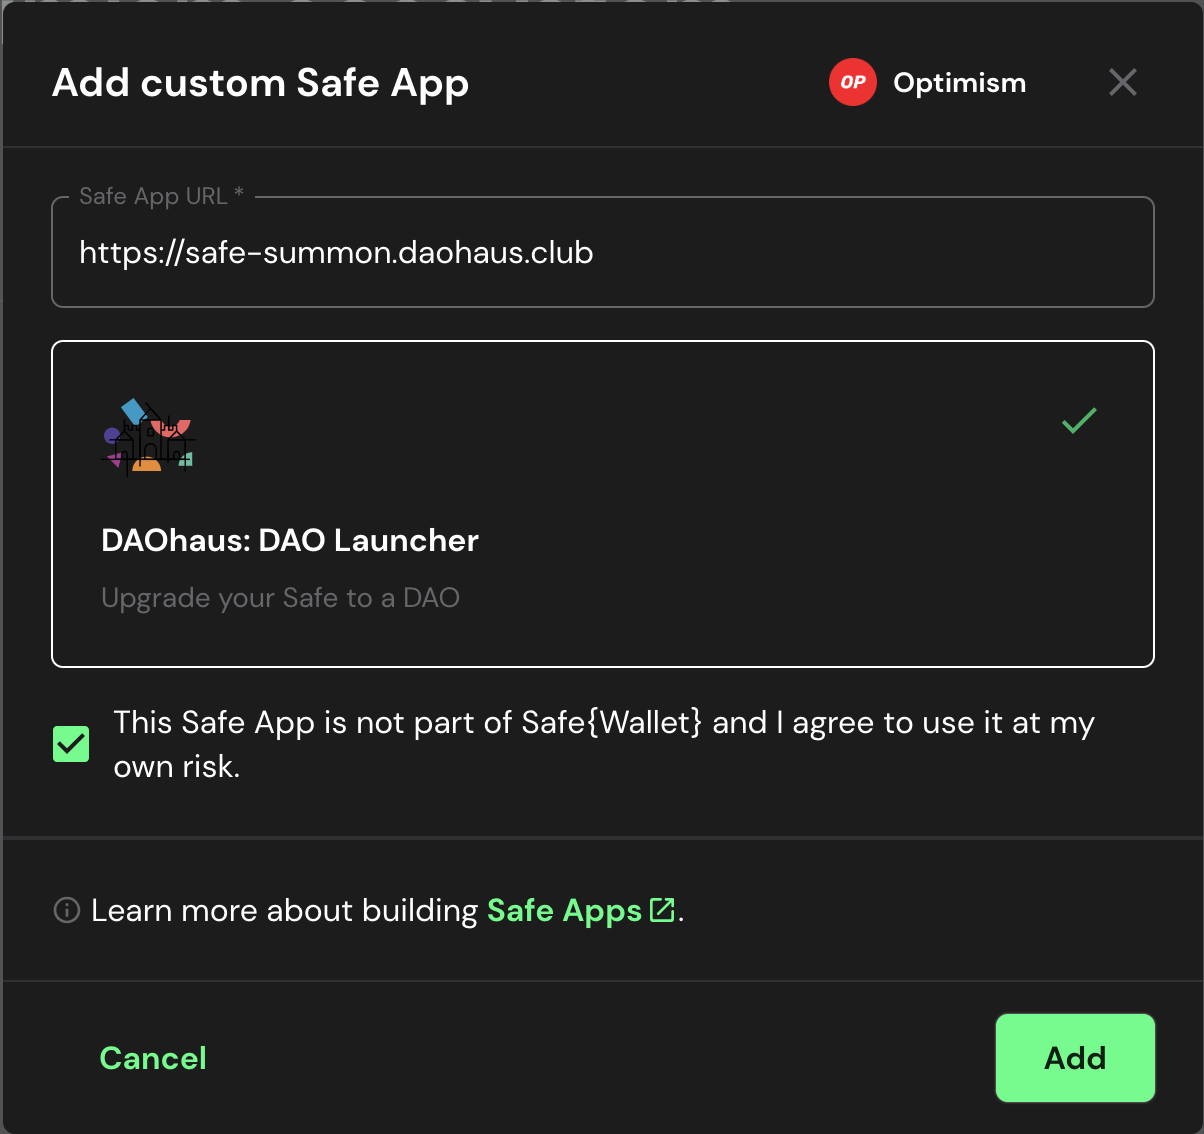 Add custom Safe App
OP Optimism
Safe App URL *
https://safe-summon.daohaus.club
DAOhaus: DAO Launcher
Upgrade your Safe to a DAO
This Safe App is not part of Safe{Wallet} and I agree to use it at my
own risk.
Learn more about building Safe Apps.
Cancel
Add